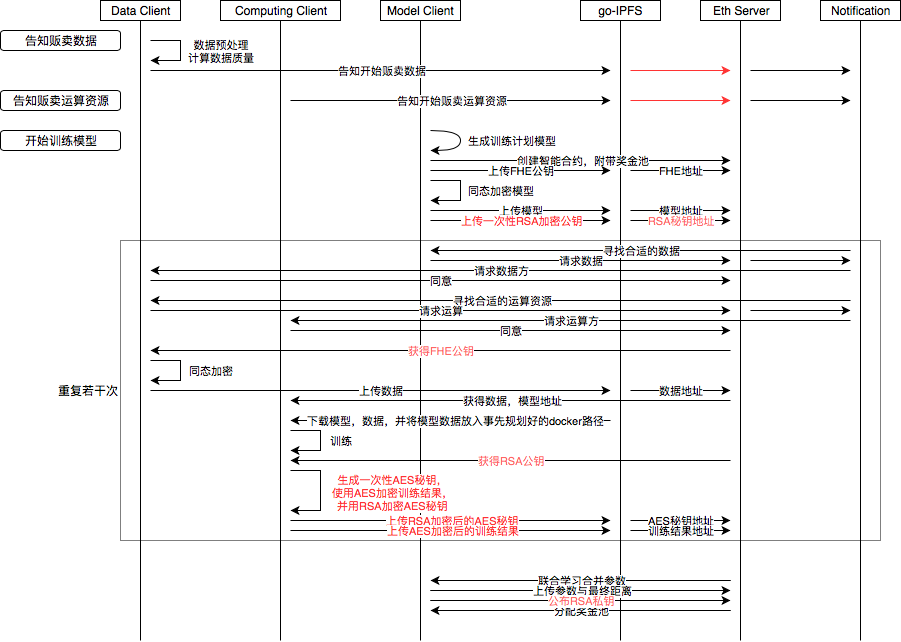 Data Client
Computing Client
Model Client
go-IPFS
Eth Server
Notification
告知贩卖数据
数据预处理
计算数据质量
告知开始贩卖数据
告知贩卖运算资源
告知开始贩卖运算资源
开始训练模型
生成训练计划模型
创建智能合约，附带奖金池
上传FHE公钥
FHE地址
同态加密模型
上传模型
模型地址
上传一次性RSA加密公钥
RSA秘钥地址
寻找合适的数据
请求数据
请求数据方
同意
寻找合适的运算资源
请求运算
请求运算方
同意
获得FHE公钥
同态加密
重复若干次
上传数据
数据地址
获得数据，模型地址
下载模型，数据，并将模型数据放入事先规划好的docker路径
训练
获得RSA公钥
生成一次性AES秘钥，
使用AES加密训练结果，
并用RSA加密AES秘钥
上传RSA加密后的AES秘钥
AES秘钥地址
上传AES加密后的训练结果
训练结果地址
联合学习合并参数
上传参数与最终距离
公布RSA私钥
分配奖金池